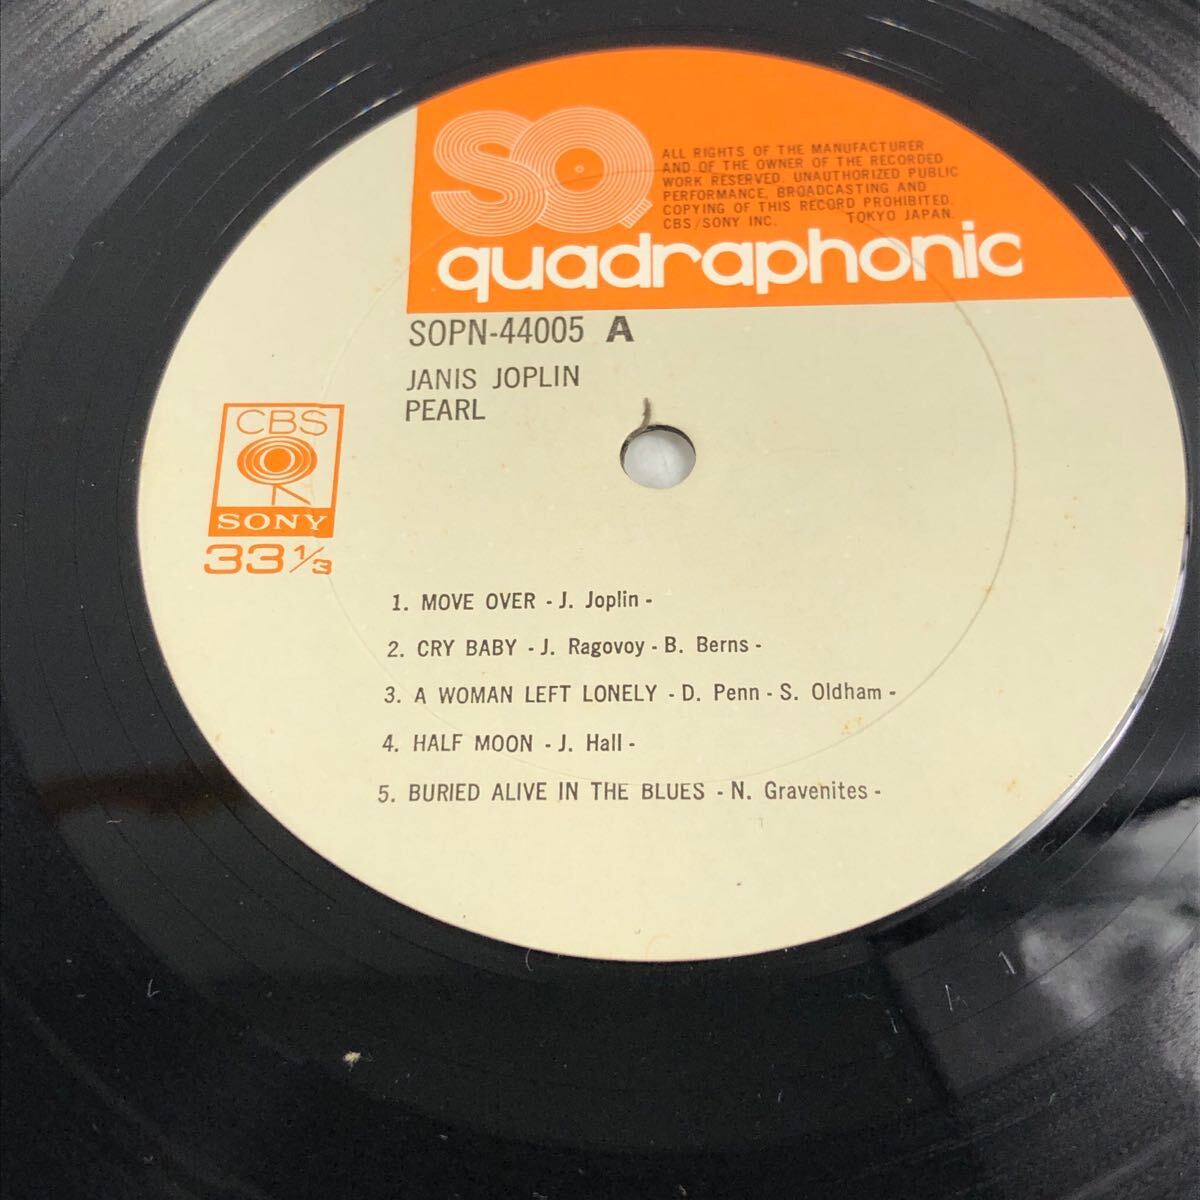 SQ
ALL RIGHTS OF THE MANUFACTURER
AND OF THE OWNER OF THE RECORDED
WORK RESERVED. UNAUTHORIZED PUBLIC
PERFORMANCE, BROADCASTING AND
COPYING OF THIS RECORD PROHIBITED.
CBS/SONY INC. TOKYO JAPAN.
quadraphonic
SOPN-44005 A
JANIS JOPLIN
PEARL
CBS
SONY
33 1/3
1. MOVE OVER - J. Joplin -
2. CRY BABY - J. Ragovoy - B. Berns -
3. A WOMAN LEFT LONELY - D. Penn - S. Oldham -
4. HALF MOON - J. Hall -
5. BURIED ALIVE IN THE BLUES - N. Gravenites -